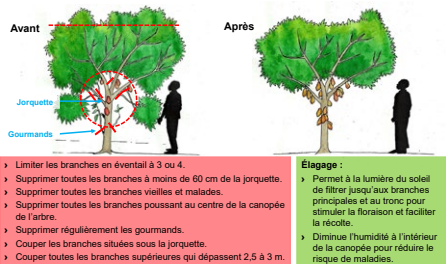 Avant
Après
Jorquette
Gourmands
› Limiter les branches en éventail à 3 ou 4.
› Supprimer toutes les branches à moins de 60 cm de la jorquette.
› Supprimer toutes les branches vieilles et malades.
› Supprimer toutes les branches poussant au centre de la canopée
de l'arbre.
› Supprimer régulièrement les gourmands.
› Couper les branches situées sous la jorquette.
› Couper toutes les branches supérieures qui dépassent 2,5 à 3 m.
Élagage :
› Permet à la lumière du soleil
de filtrer jusqu'aux branches
principales et au tronc pour
stimuler la floraison et faciliter
la récolte.
› Diminue l'humidité à l'intérieur
de la canopée pour réduire le
risque de maladies.